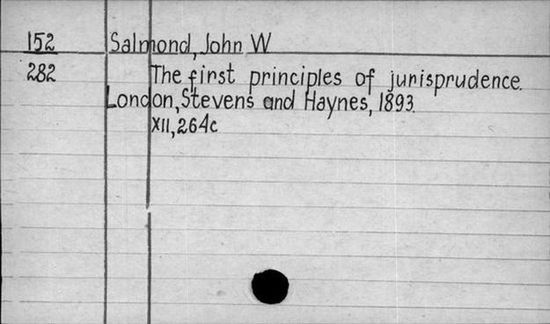 152 Salmond, John W
282 The first principles of jurisprudence.
London, Stevens and Haynes, 1893.
XII, 264c